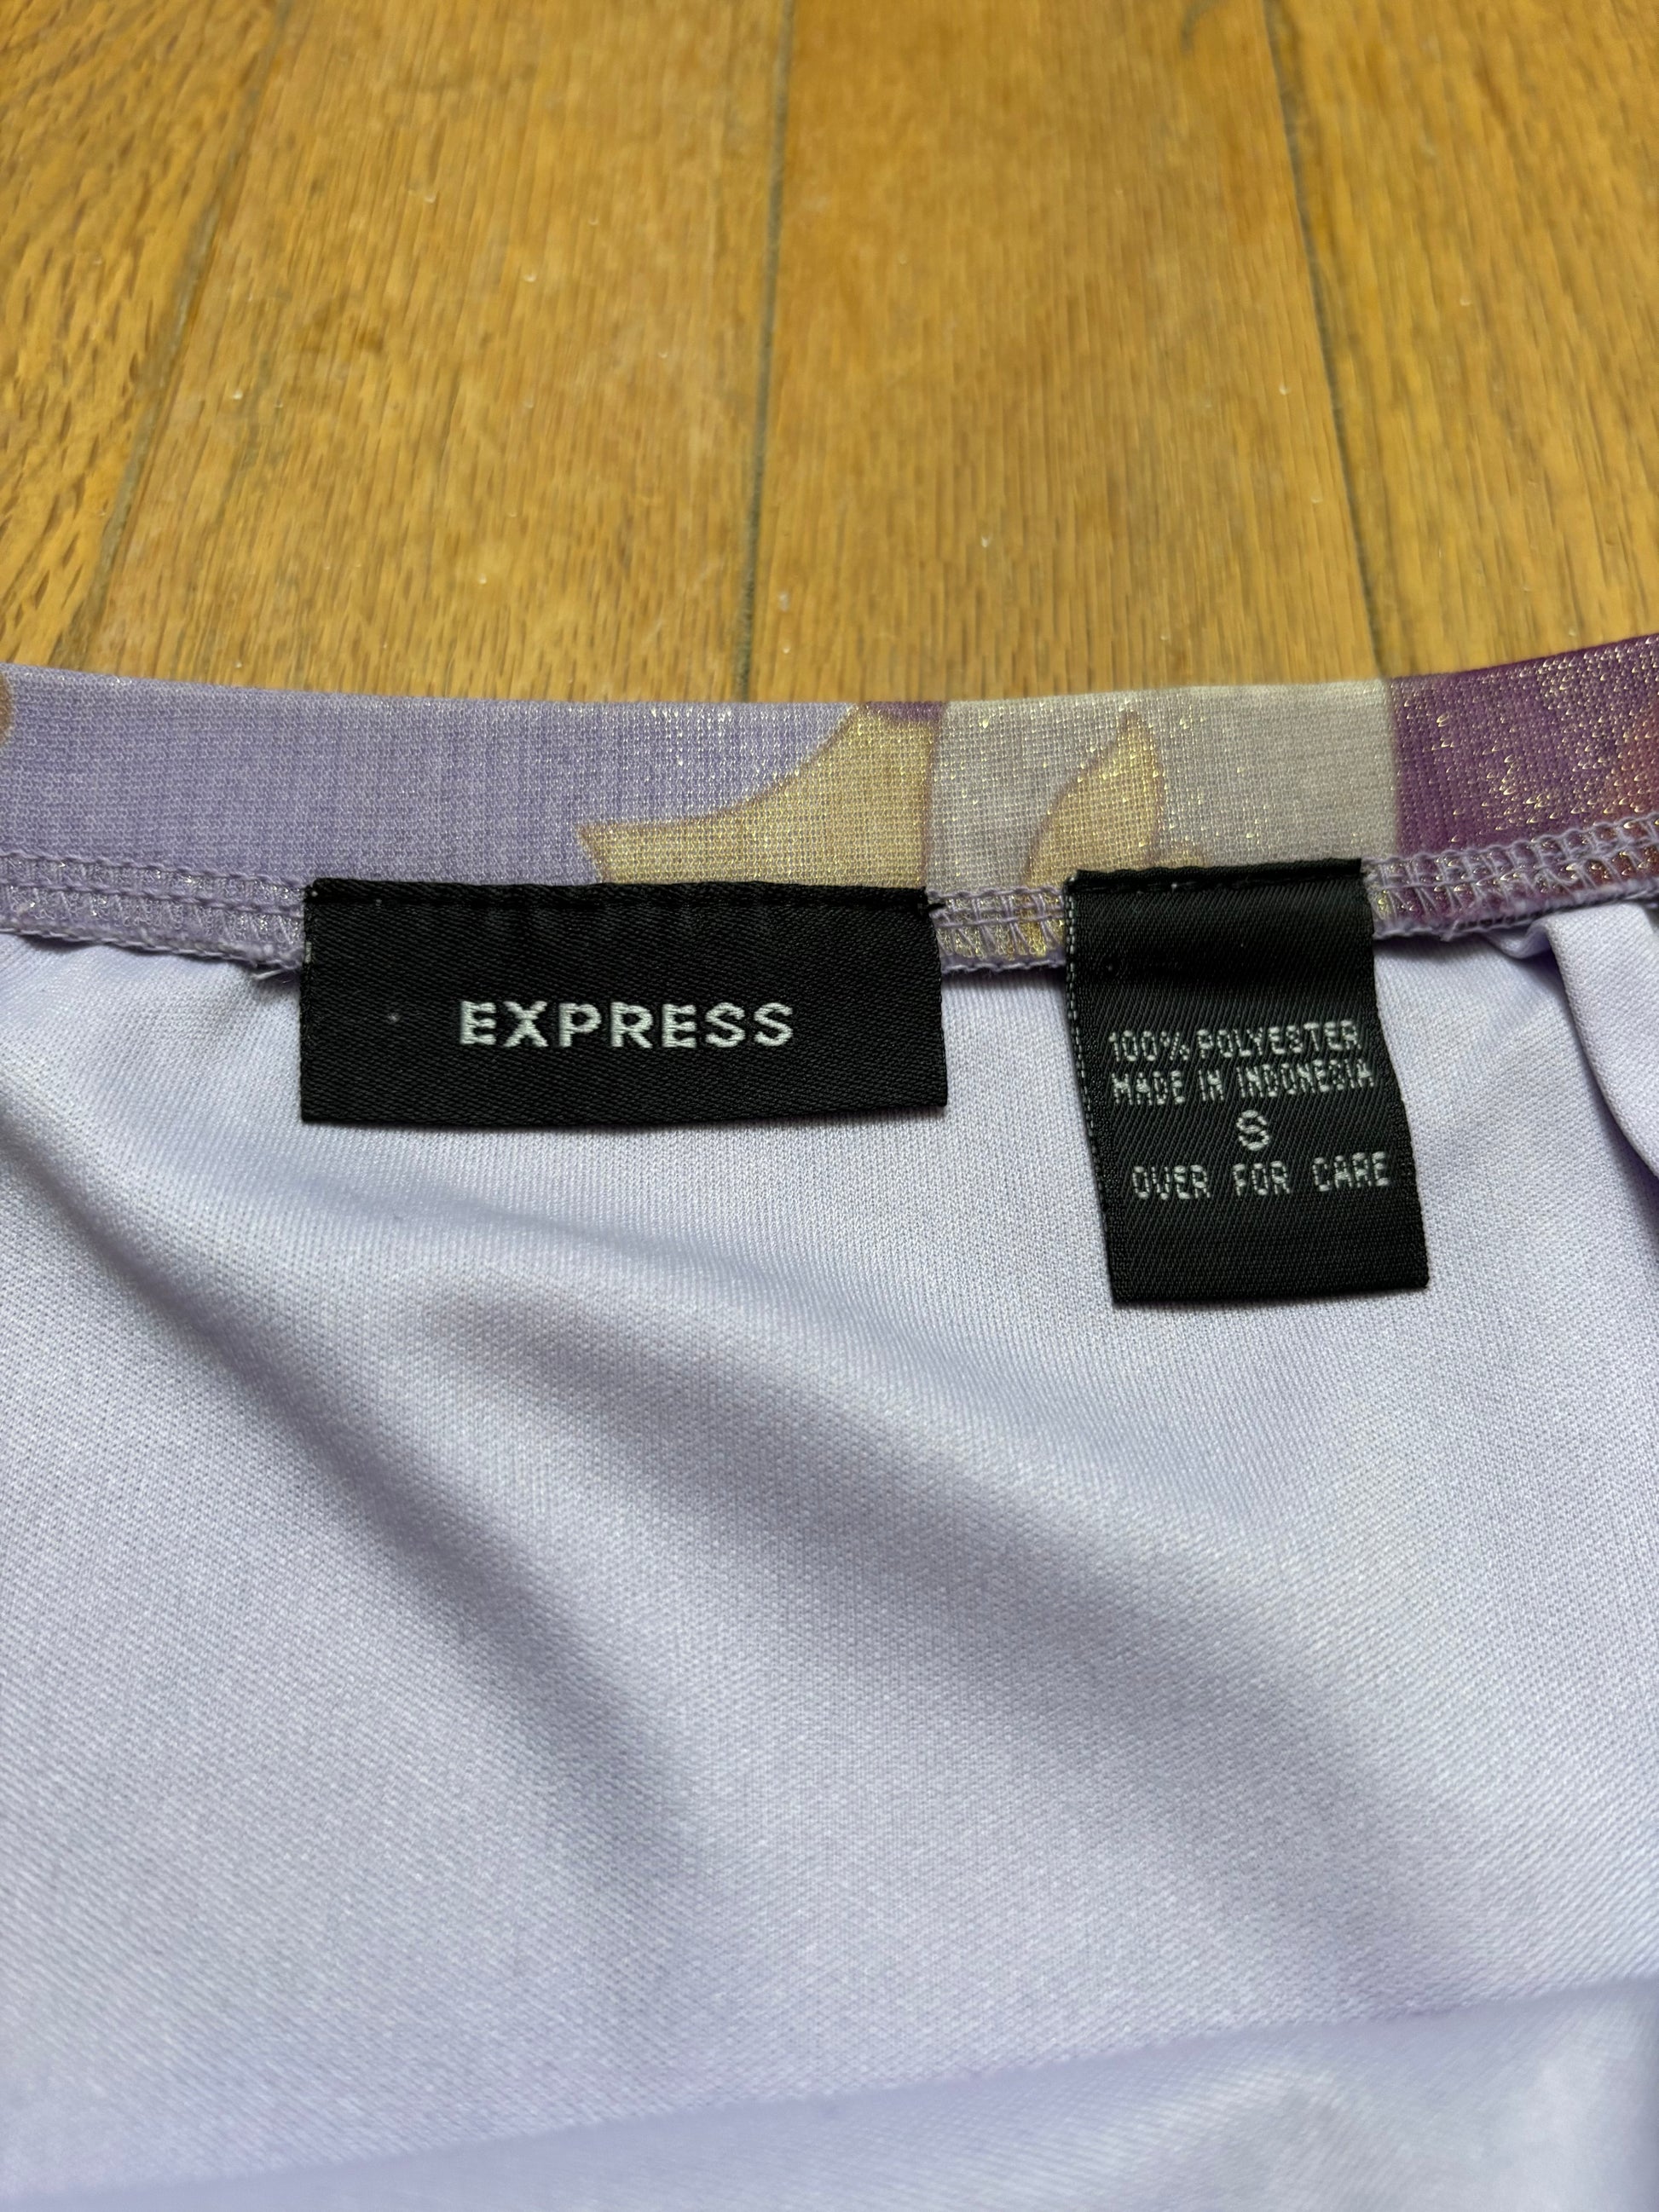 EXPRESS
100% POLYESTER
MADE IN INDONESIA
S
OVER FOR CARE